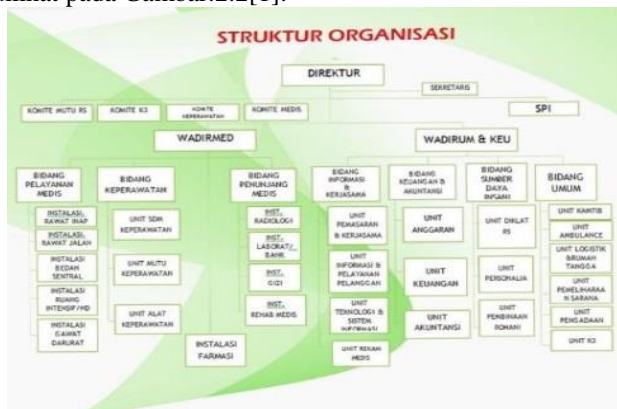 pada Gambar.2.2[1].
STRUKTUR ORGANISASI
DIREKTUR
SEKRETARIS
SPI
KOMITE MUTU RS
KOMITE K3
KOMITE
KEPERAWATAN
KOMITE MEDIS
WADIRMED
WADIRUM & KEU
BIDANG
PELAYANAN
MEDIS
BIDANG
KEPERAWATAN
BIDANG
PENUNJANG
MEDIS
BIDANG
INFORMASI
&
KERJASAMA
BIDANG
KEUANGAN &
AKUNTANSI
BIDANG
SUMBER
DAYA
INSANI
BIDANG
UMUM
INSTALASI
RAWAT INAP
INSTALASI
RAWAT JALAN
INSTALASI
BEDAH
SENTRAL
INSTALASI
RUANG
INTENSIF/HD
INSTALASI
GAWAT
DARURAT
UNIT SDM
KEPERAWATAN
UNIT MUTU
KEPERAWATAN
UNIT ALAT
KEPERAWATAN
INSTALASI
FARMASI
INST.
RADIOLOGI
INST.
LABORAT/
BANK
INST.
GIZI
INST.
REHAB MEDIS
UNIT
PEMASARAN
& KERJASAMA
UNIT
INFORMASI &
PELAYANAN
PELANGGAN
UNIT
TEKNOLOGI &
SISTEM
INFORMASI
UNIT REKAM
MEDIS
UNIT
ANGGARAN
UNIT
KEUANGAN
UNIT
AKUNTANSI
UNIT DIKLAT
RS
UNIT
PERSONALIA
UNIT
PEMBINAAN
ROHANI
UNIT KAMTIB
UNIT
AMBULANCE
UNIT LOGISTIK
&RUMAH
TANGGA
UNIT
PEMELIHARAA
N SARANA
UNIT
PENGADAAN
UNIT K3